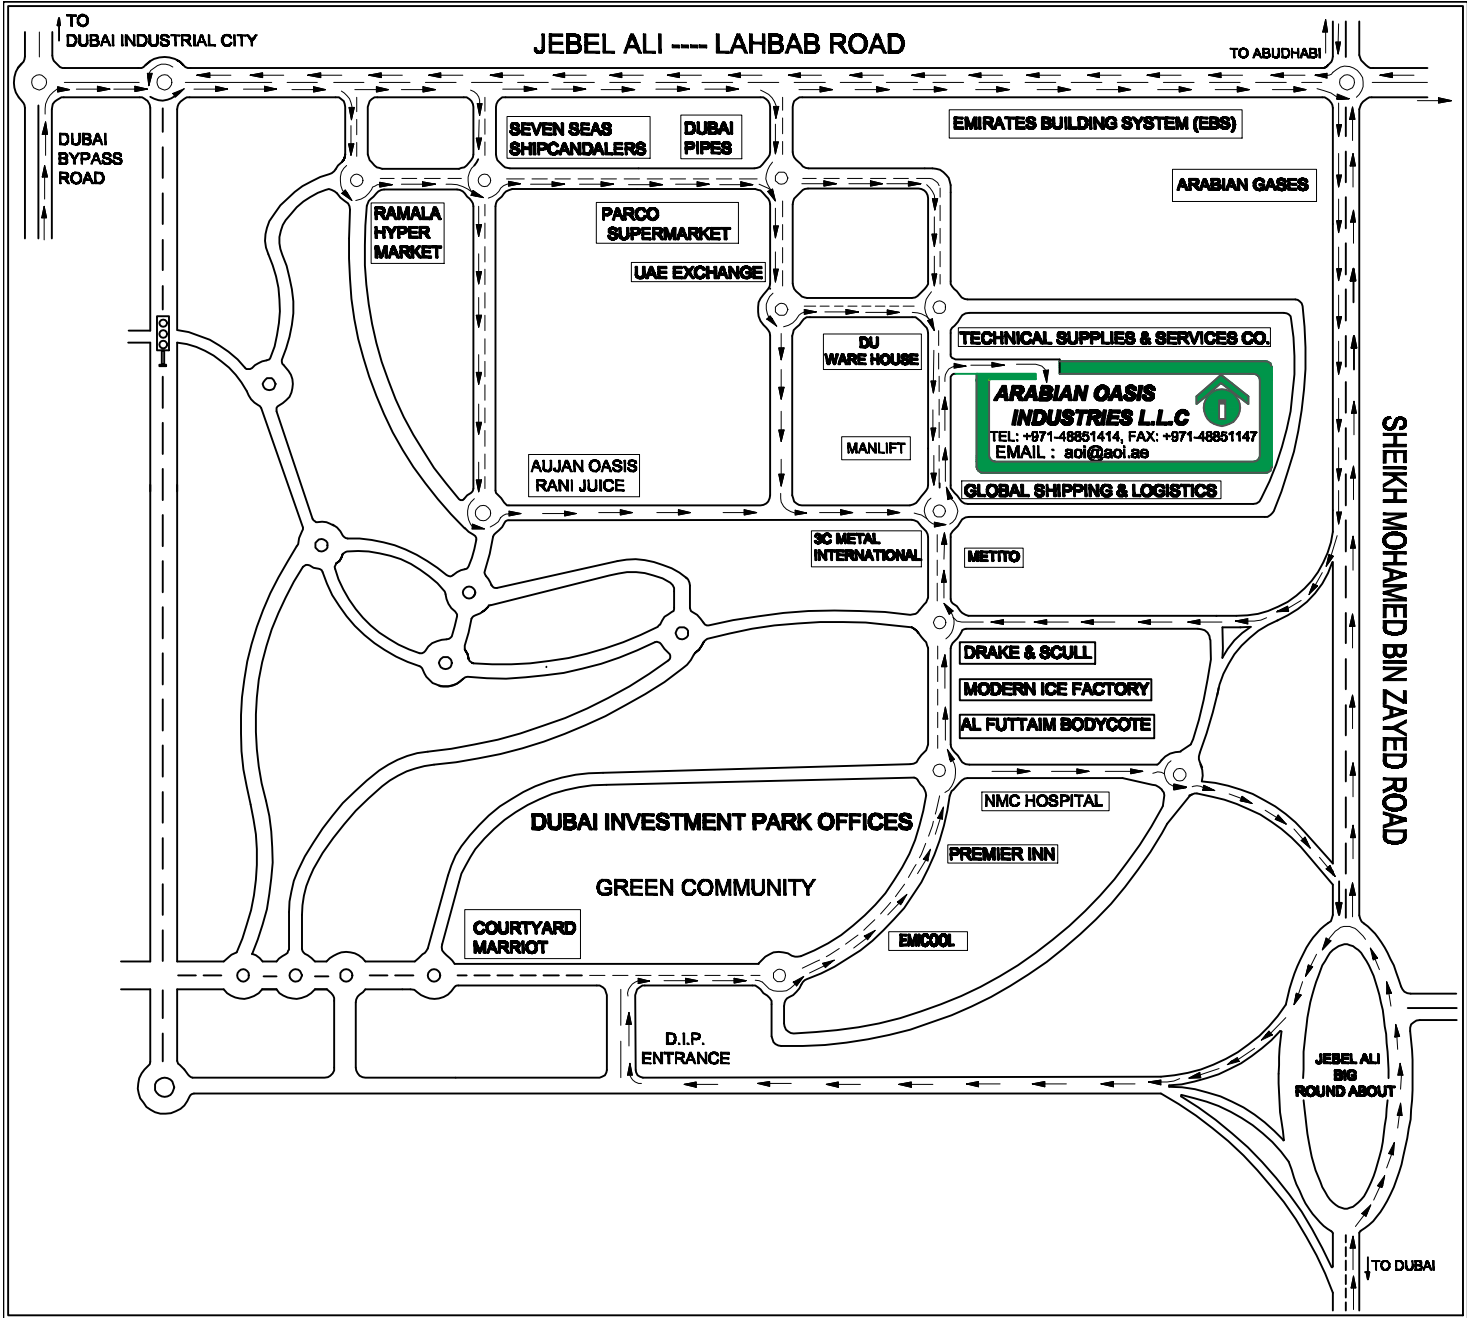 TO
DUBAI INDUSTRIAL CITY
JEBEL ALI ---- LAHBAB ROAD
TO ABUDHABI
DUBAI
BYPASS
ROAD
SEVEN SEAS
SHIPCANDALERS
DUBAI
PIPES
EMIRATES BUILDING SYSTEM (EBS)
ARABIAN GASES
RAMALA
HYPER
MARKET
PARCO
SUPERMARKET
UAE EXCHANGE
DU
WARE HOUSE
TECHNICAL SUPPLIES & SERVICES CO.
ARABIAN OASIS
INDUSTRIES L.L.C
TEL: +971-48851414, FAX: +971-48851147
EMAIL : aoi@aoi.ae
MANLIFT
AUJAN OASIS
RANI JUICE
GLOBAL SHIPPING & LOGISTICS
SHEIKH MOHAMED BIN ZAYED ROAD
3C METAL
INTERNATIONAL
METITO
DRAKE & SCULL
MODERN ICE FACTORY
AL FUTTAIM BODYCOTE
NMC HOSPITAL
DUBAI INVESTMENT PARK OFFICES
PREMIER INN
GREEN COMMUNITY
COURTYARD
MARRIOT
EMICOOL
D.I.P.
ENTRANCE
JEBEL ALI
BIG
ROUND ABOUT
TO DUBAI